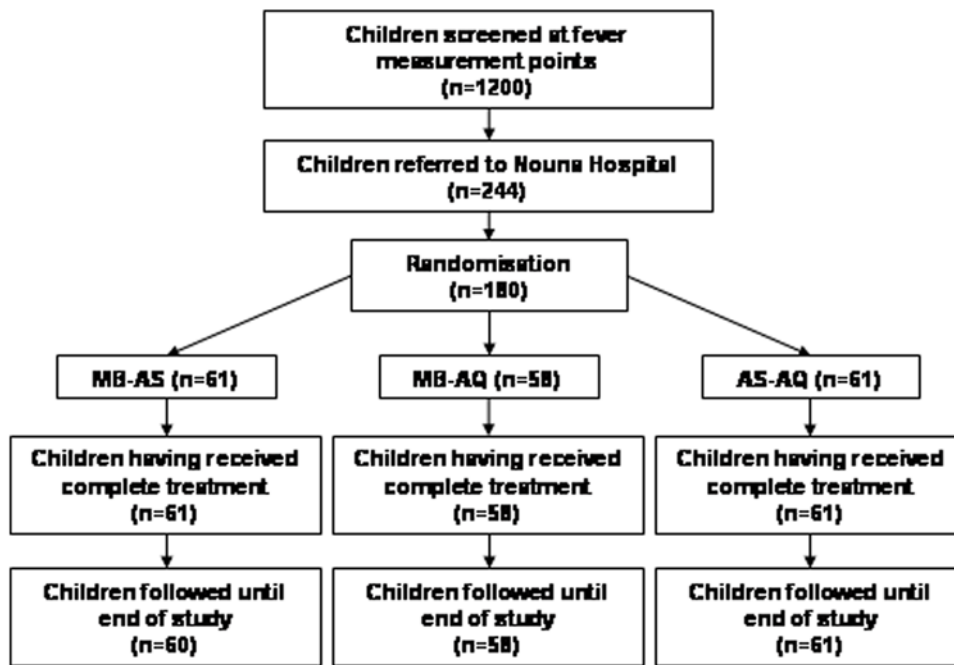 Children screened at fever
measurement points
(n=1200)
Children referred to Nouna Hospital
(n=244)
Randomisation
(n=180)
MB-AS (n=61)
MB-AQ (n=58)
AS-AQ (n=61)
Children having received
complete treatment
(n=61)
Children having received
complete treatment
(n=58)
Children having received
complete treatment
(n=61)
Children followed until
end of study
(n=60)
Children followed until
end of study
(n=58)
Children followed until
end of study
(n=61)